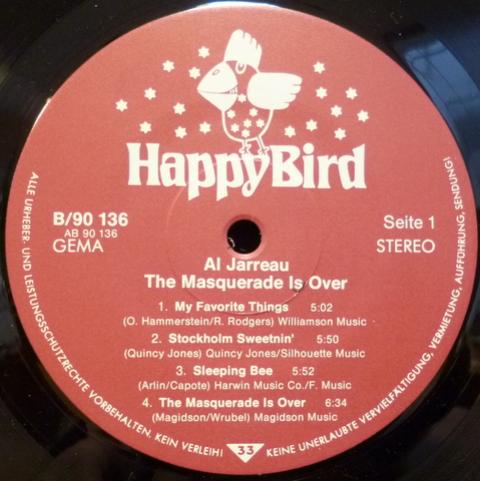 HappyBird
B/90 136
AB 90 136
GEMA
Seite 1
STEREO
Al Jarreau
The Masquerade Is Over
1. My Favorite Things 5:02
(O. Hammerstein/R. Rodgers) Williamson Music
2. Stockholm Sweetnin' 5:50
(Quincy Jones) Quincy Jones/Silhouette Music
3. Sleeping Bee 5:52
(Arlin/Capote) Harwin Music Co./F. Music
4. The Masquerade Is Over 6:34
(Magidson/Wrubel) Magidson Music
33
ALLE URHEBER- UND LEISTUNGSSCHUTZRECHTE VORBEHALTEN. KEIN VERLEIH! KEINE UNERLAUBTE VERVIELFÄLTIGUNG, VERMIETUNG, AUFFÜHRUNG, SENDUNG!